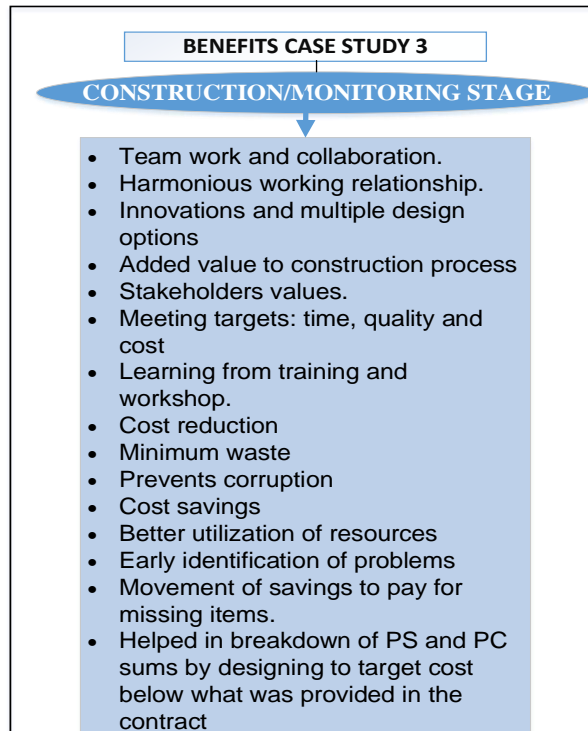 BENEFITS CASE STUDY 3
CONSTRUCTION/MONITORING STAGE
• Team work and collaboration.
• Harmonious working relationship.
• Innovations and multiple design
options
• Added value to construction process
• Stakeholders values.
• Meeting targets: time, quality and
cost
• Learning from training and
workshop.
• Cost reduction
• Minimum waste
• Prevents corruption
• Cost savings
• Better utilization of resources
• Early identification of problems
• Movement of savings to pay for
missing items.
• Helped in breakdown of PS and PC
sums by designing to target cost
below what was provided in the
contract